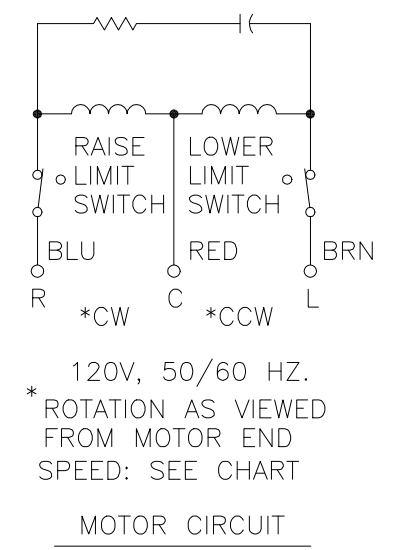 RAISE LIMIT SWITCH
LOWER LIMIT SWITCH
BLU RED BRN
R C L
*CW *CCW
120V, 50/60 HZ.
* ROTATION AS VIEWED
FROM MOTOR END
SPEED: SEE CHART
MOTOR CIRCUIT